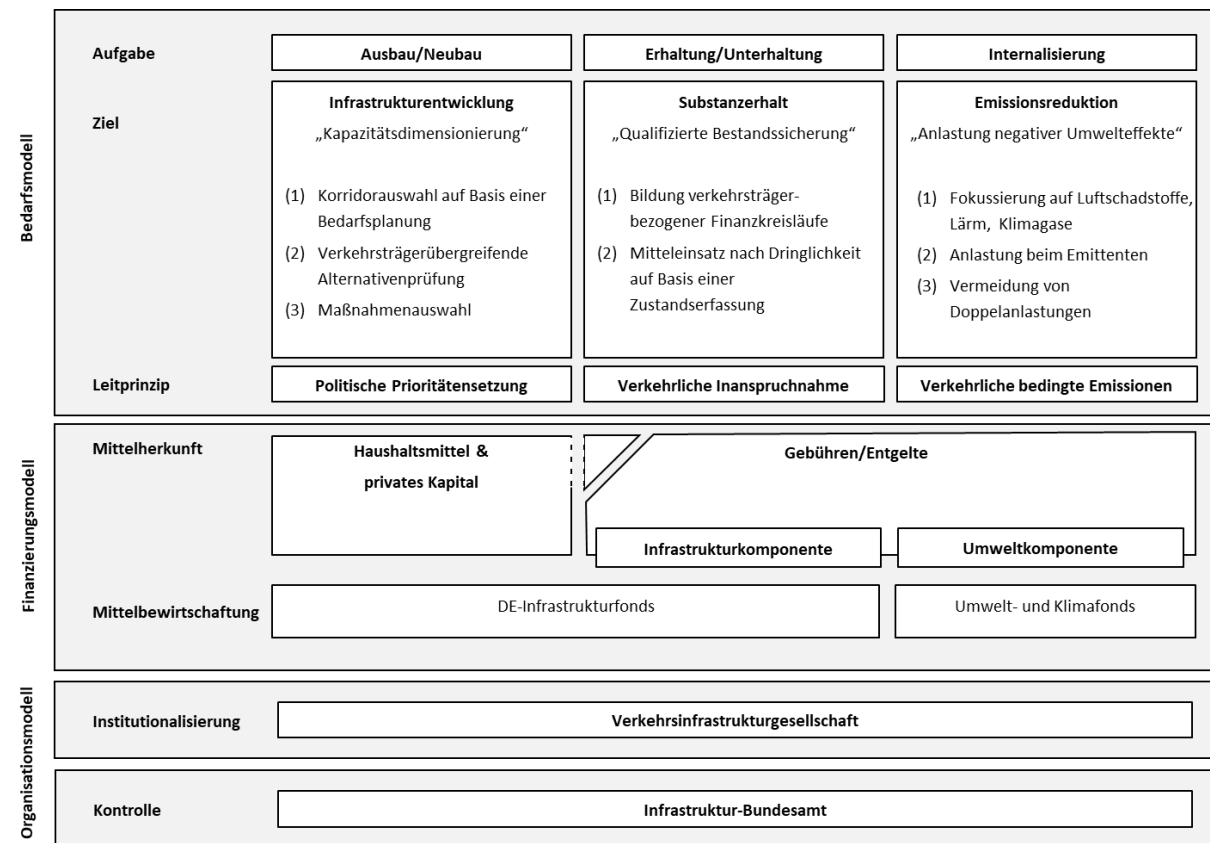 Bedarfsmodell
Aufgabe
Ausbau/Neubau
Erhaltung/Unterhaltung
Internalisierung
Ziel
Infrastrukturentwicklung
„Kapazitätsdimensionierung“
(1) Korridorauswahl auf Basis einer
Bedarfsplanung
(2) Verkehrsträgerübergreifende
Alternativenprüfung
(3) Maßnahmenauswahl
Substanzerhalt
„Qualifizierte Bestandssicherung“
(1) Bildung verkehrsträger-
bezogener Finanzkreisläufe
(2) Mitteleinsatz nach Dringlichkeit
auf Basis einer
Zustandserfassung
Emissionsreduktion
„Anlastung negativer Umwelteffekte“
(1) Fokussierung auf Luftschadstoffe,
Lärm, Klimagase
(2) Anlastung beim Emittenten
(3) Vermeidung von
Doppelanlastungen
Leitprinzip
Politische Prioritätensetzung
Verkehrliche Inanspruchnahme
Verkehrliche bedingte Emissionen
Finanzierungsmodell
Mittelherkunft
Haushaltsmittel &
privates Kapital
Gebühren/Entgelte
Infrastrukturkomponente
Umweltkomponente
Mittelbewirtschaftung
DE-Infrastrukturfonds
Umwelt- und Klimafonds
Organisationsmodell
Institutionalisierung
Verkehrsinfrastrukturgesellschaft
Kontrolle
Infrastruktur-Bundesamt